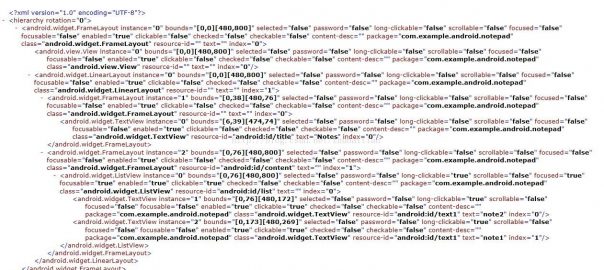 <?xml version="1.0" encoding="UTF-8"?>
- <hierarchy rotation="0">
- <android.widget.FrameLayout instance="0" bounds="[0,0][480,800]" selected="false" password="false" long-clickable="false" scrollable="false" focused="false"
focusable="false" enabled="true" clickable="false" checked="false" checkable="false" content-desc="" package="com.example.android.notepad"
class="android.widget.FrameLayout" resource-id="" text="" index="0">
<android.view.View instance="0" bounds="[0,0][480,800]" selected="false" password="false" long-clickable="false" scrollable="false" focused="false"
focusable="false" enabled="true" clickable="false" checked="false" checkable="false" content-desc="" package="com.example.android.notepad"
class="android.view.View" resource-id="" text="" index="0"/>
- <android.widget.LinearLayout instance="0" bounds="[0,0][480,800]" selected="false" password="false" long-clickable="false" scrollable="false" focused="false"
focusable="false" enabled="true" clickable="false" checked="false" checkable="false" content-desc="" package="com.example.android.notepad"
class="android.widget.LinearLayout" resource-id="" text="" index="1">
- <android.widget.FrameLayout instance="1" bounds="[0,38][480,76]" selected="false" password="false" long-clickable="false" scrollable="false" focused="false"
focusable="false" enabled="true" clickable="false" checked="false" checkable="false" content-desc="" package="com.example.android.notepad"
class="android.widget.FrameLayout" resource-id="" text="" index="0">
<android.widget.TextView instance="0" bounds="[6,39][474,74]" selected="false" password="false" long-clickable="false" scrollable="false" focused="false"
focusable="false" enabled="true" clickable="false" checked="false" checkable="false" content-desc="" package="com.example.android.notepad"
class="android.widget.TextView" resource-id="android:id/title" text="Notes" index="0"/>
</android.widget.FrameLayout>
- <android.widget.FrameLayout instance="2" bounds="[0,76][480,800]" selected="false" password="false" long-clickable="false" scrollable="false" focused="false"
focusable="false" enabled="true" clickable="false" checked="false" checkable="false" content-desc="" package="com.example.android.notepad"
class="android.widget.FrameLayout" resource-id="android:id/content" text="" index="1">
- <android.widget.ListView instance="0" bounds="[0,76][480,800]" selected="false" password="false" long-clickable="false" scrollable="false" focused="true"
focusable="true" enabled="true" clickable="true" checked="false" checkable="false" content-desc="" package="com.example.android.notepad"
class="android.widget.ListView" resource-id="android:id/list" text="" index="0">
<android.widget.TextView instance="1" bounds="[0,76][480,172]" selected="false" password="false" long-clickable="false" scrollable="false"
focused="false" focusable="false" enabled="true" clickable="true" checked="false" checkable="false" content-desc=""
package="com.example.android.notepad" class="android.widget.TextView" resource-id="android:id/text1" text="note2" index="0"/>
<android.widget.TextView instance="2" bounds="[0,173][480,269]" selected="false" password="false" long-clickable="false" scrollable="false"
focused="false" focusable="false" enabled="true" clickable="true" checked="false" checkable="false" content-desc=""
package="com.example.android.notepad" class="android.widget.TextView" resource-id="android:id/text1" text="note1" index="1"/>
</android.widget.ListView>
</android.widget.FrameLayout>
</android.widget.LinearLayout>
</android.widget.FrameLayout>